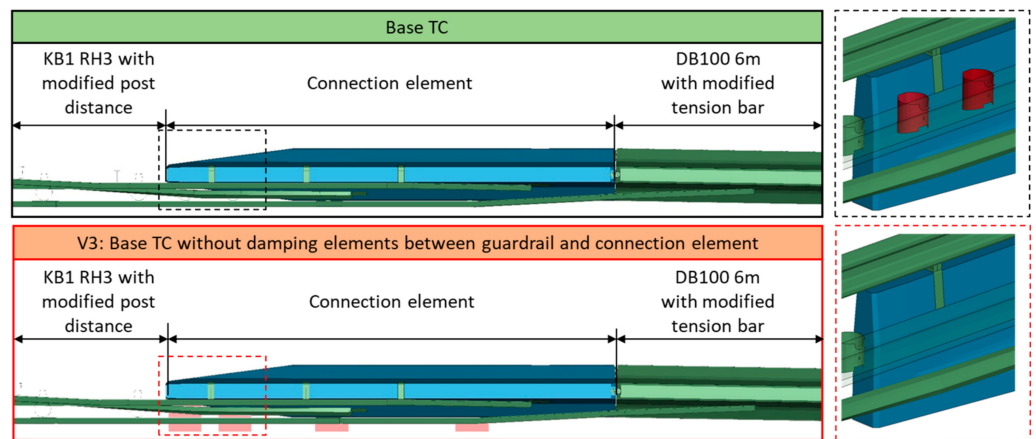 Base TC
KB1 RH3 with
modified post
distance
Connection element
DB100 6m
with modified
tension bar
V3: Base TC without damping elements between guardrail and connection element
KB1 RH3 with
modified post
distance
Connection element
DB100 6m
with modified
tension bar